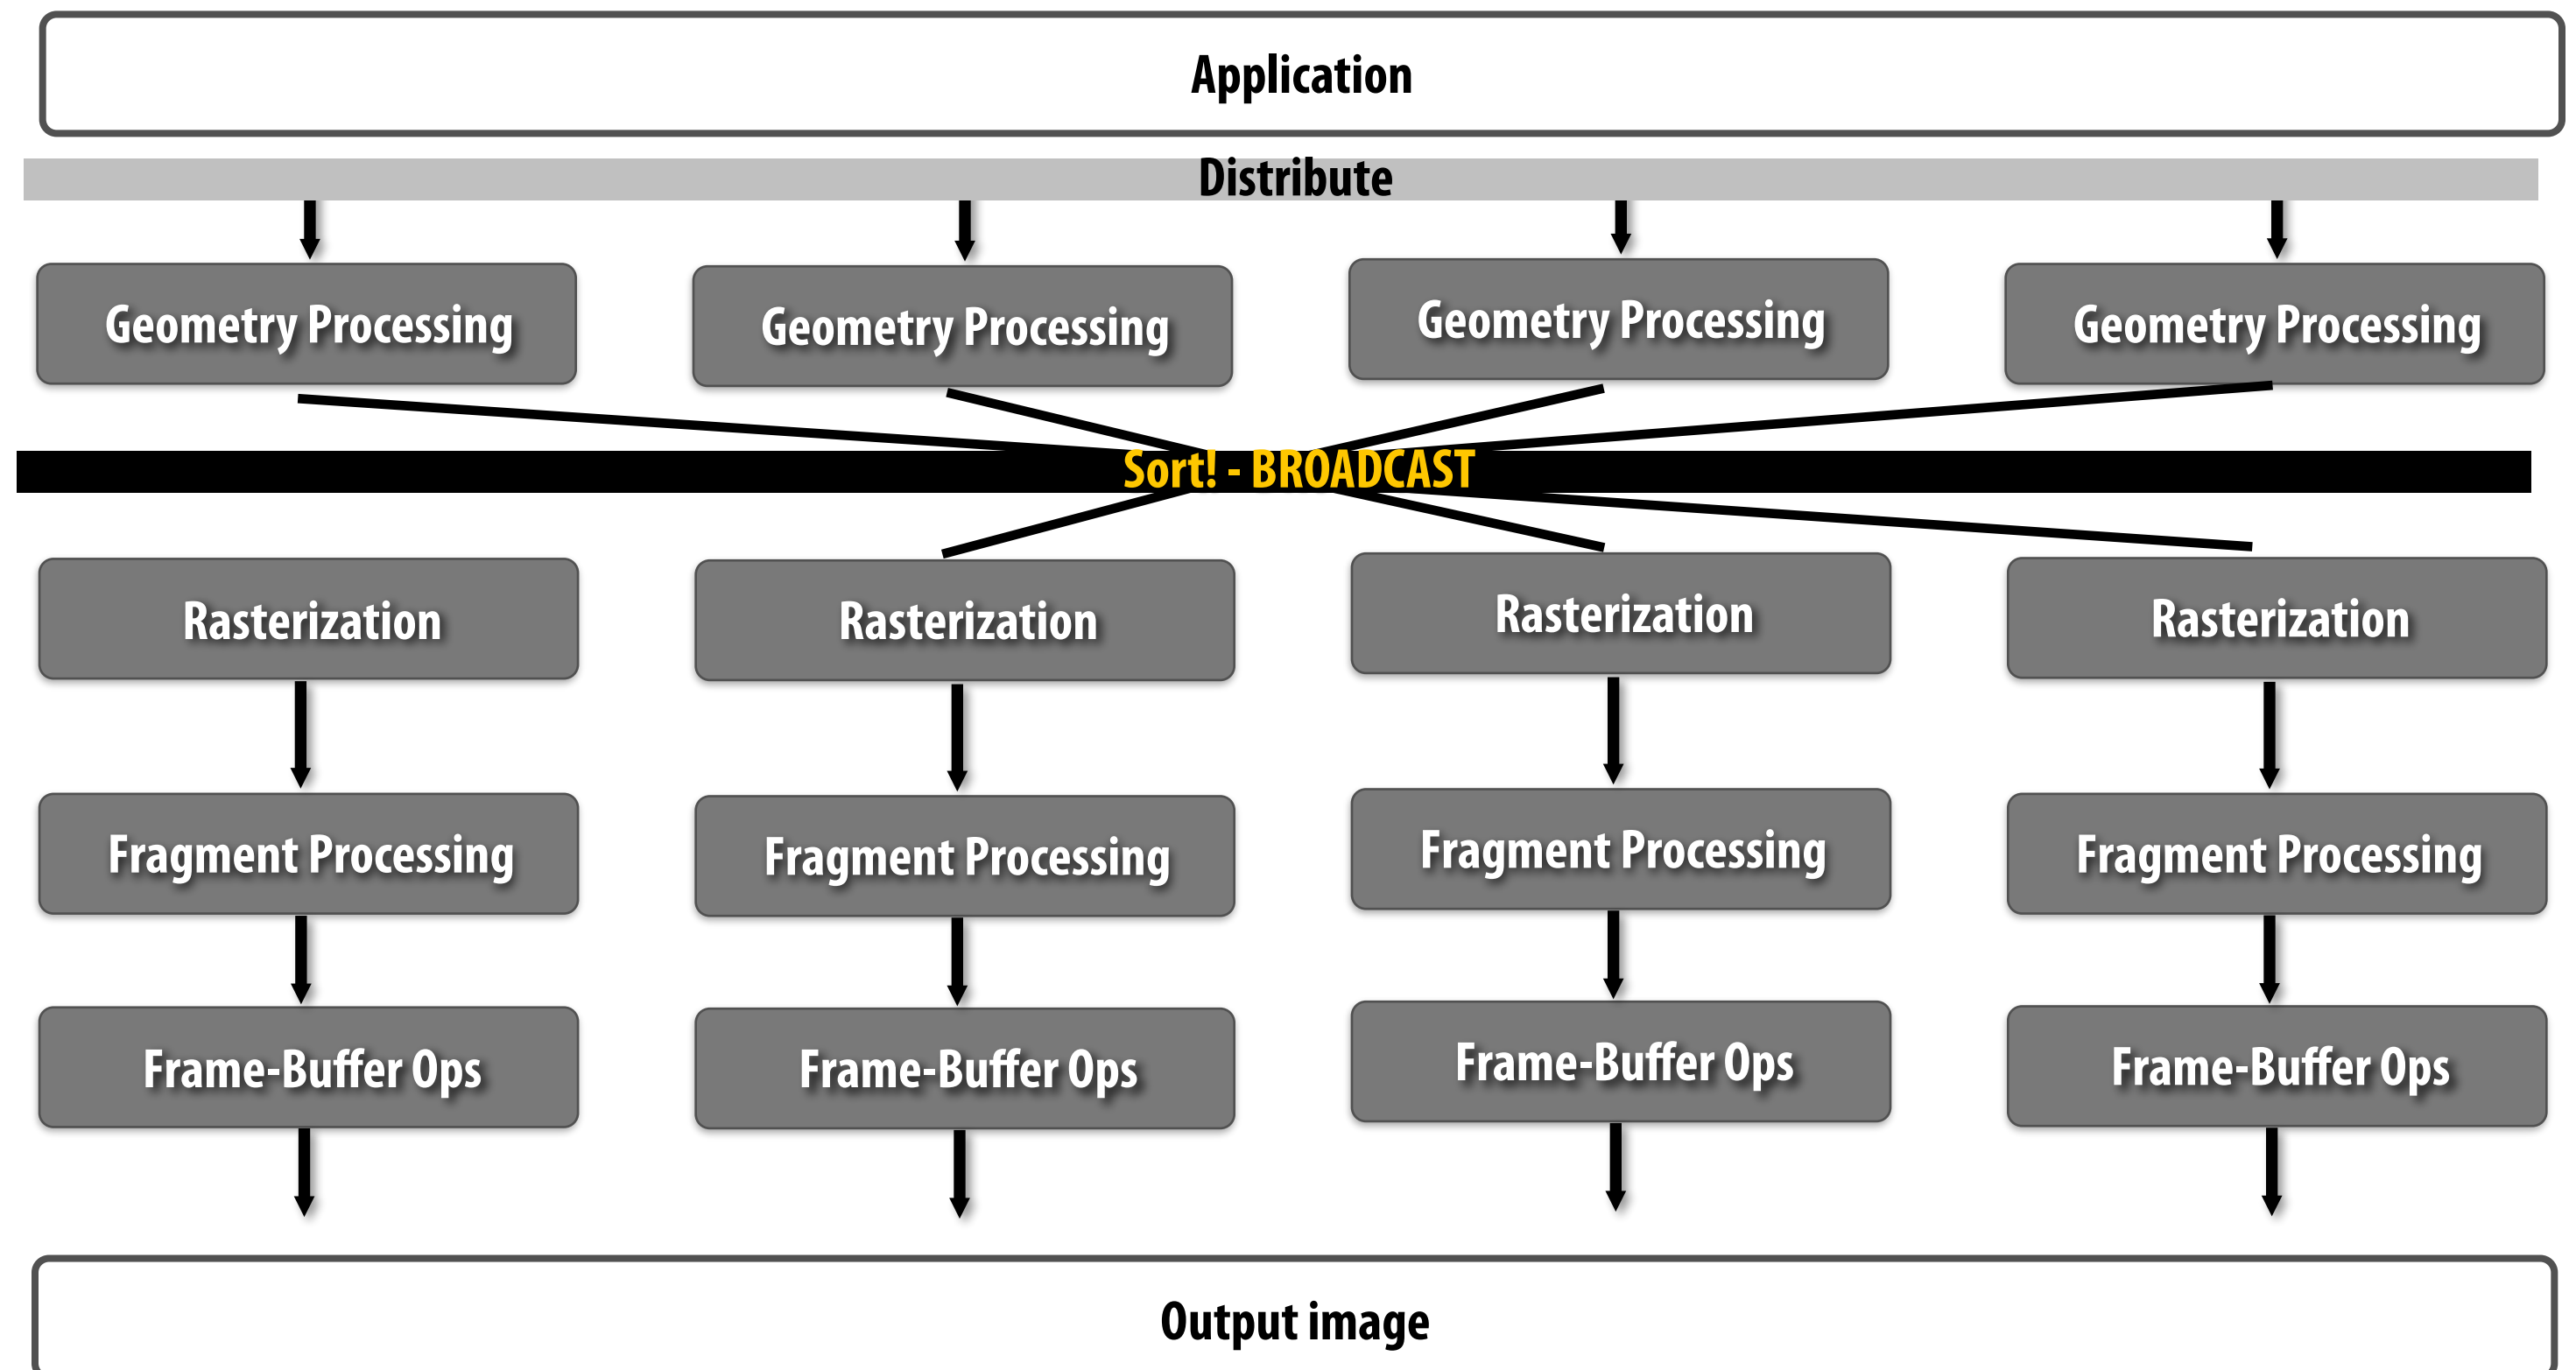 Application
Distribute
Geometry Processing
Geometry Processing
Geometry Processing
Geometry Processing
Sort! - BROADCAST
Rasterization
Rasterization
Rasterization
Rasterization
Fragment Processing
Fragment Processing
Fragment Processing
Fragment Processing
Frame-Buffer Ops
Frame-Buffer Ops
Frame-Buffer Ops
Frame-Buffer Ops
Output image